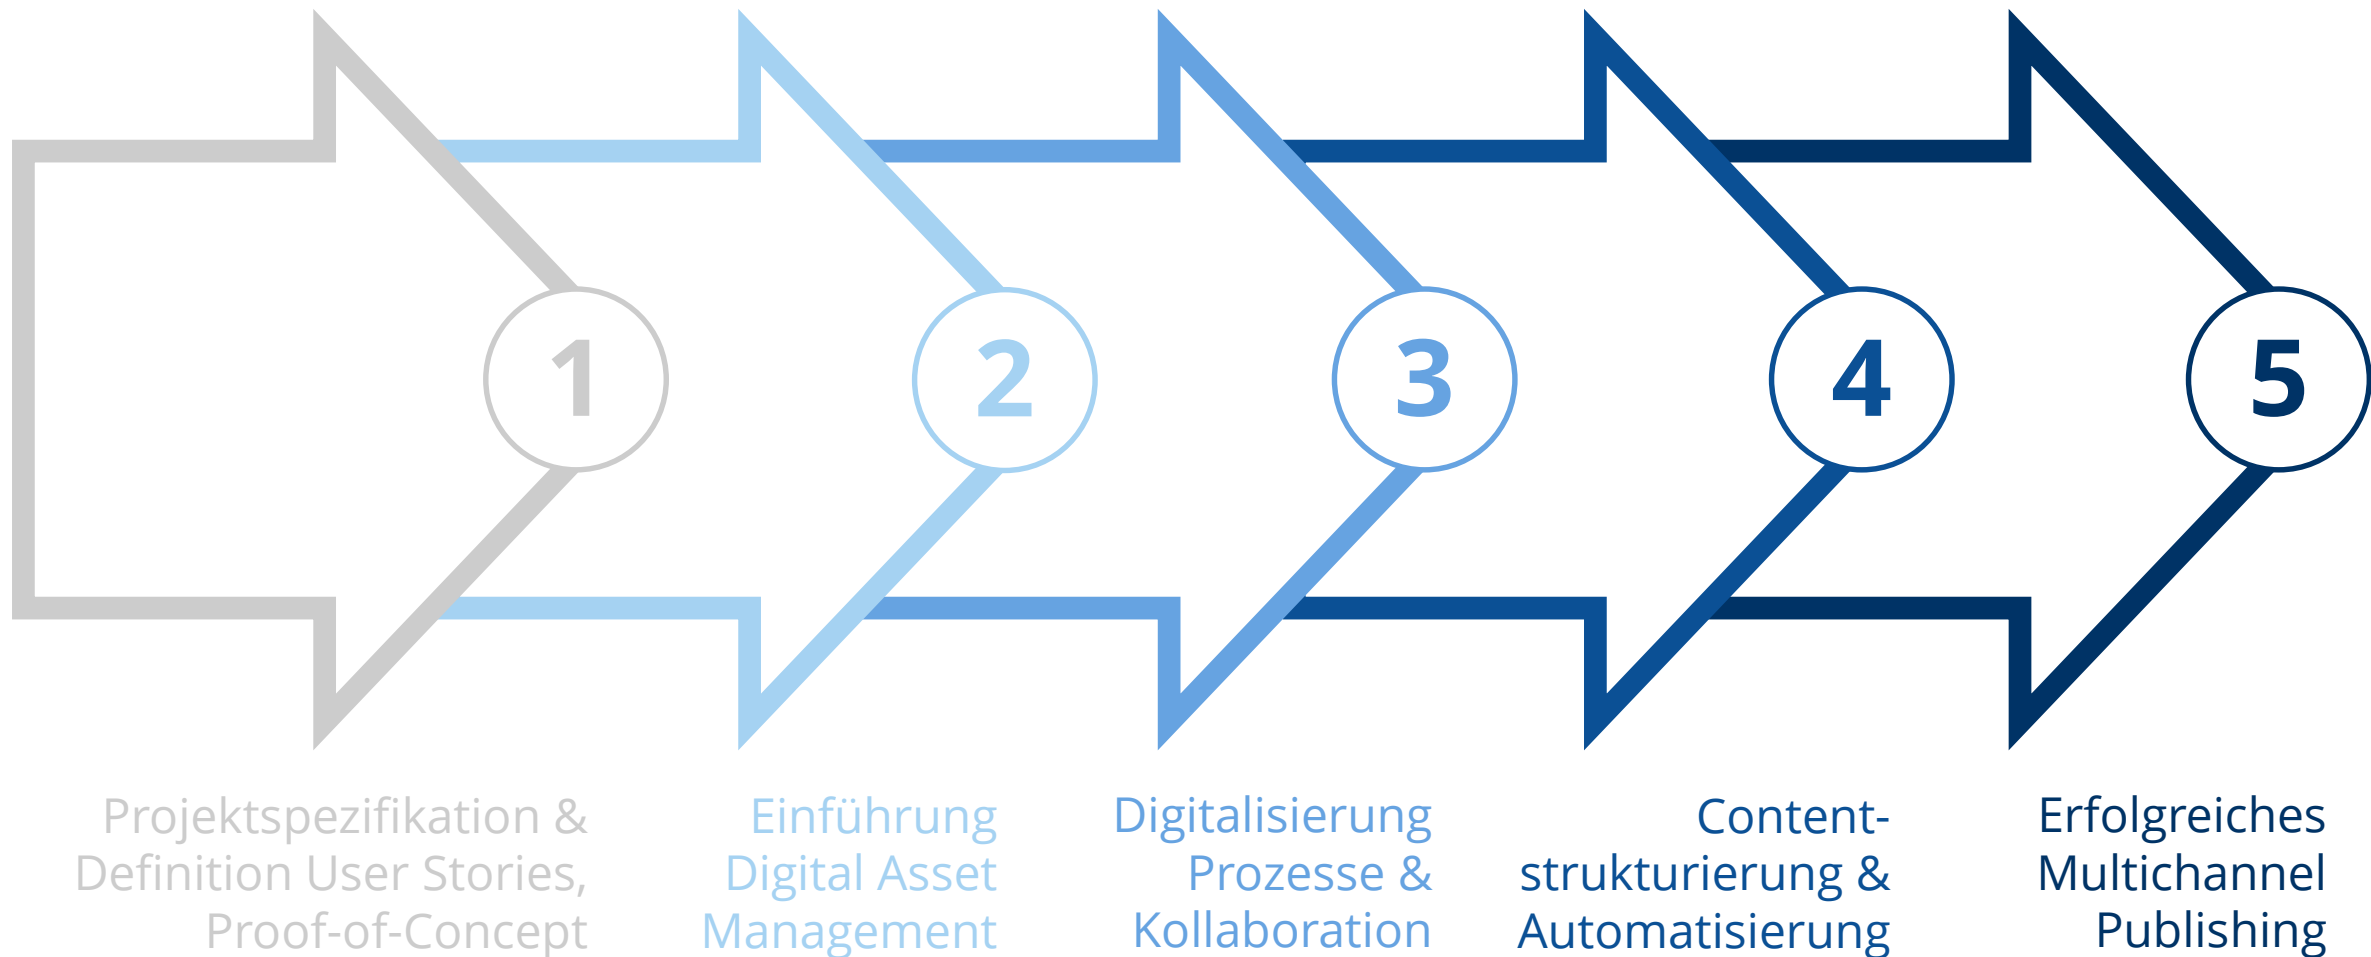 1
2
3
4
5
Projektspezifikation &
Definition User Stories,
Proof-of-Concept
Einführung
Digital Asset
Management
Digitalisierung
Prozesse &
Kollaboration
Content-
strukturierung &
Automatisierung
Erfolgreiches
Multichannel
Publishing